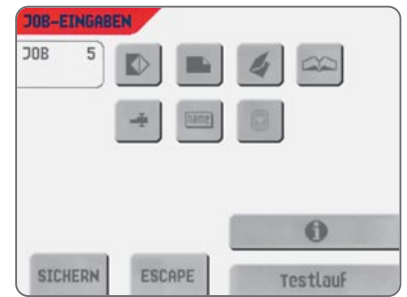 JOB-EINGABEN
JOB 5
name
SICHERN
ESCAPE
Testlauf